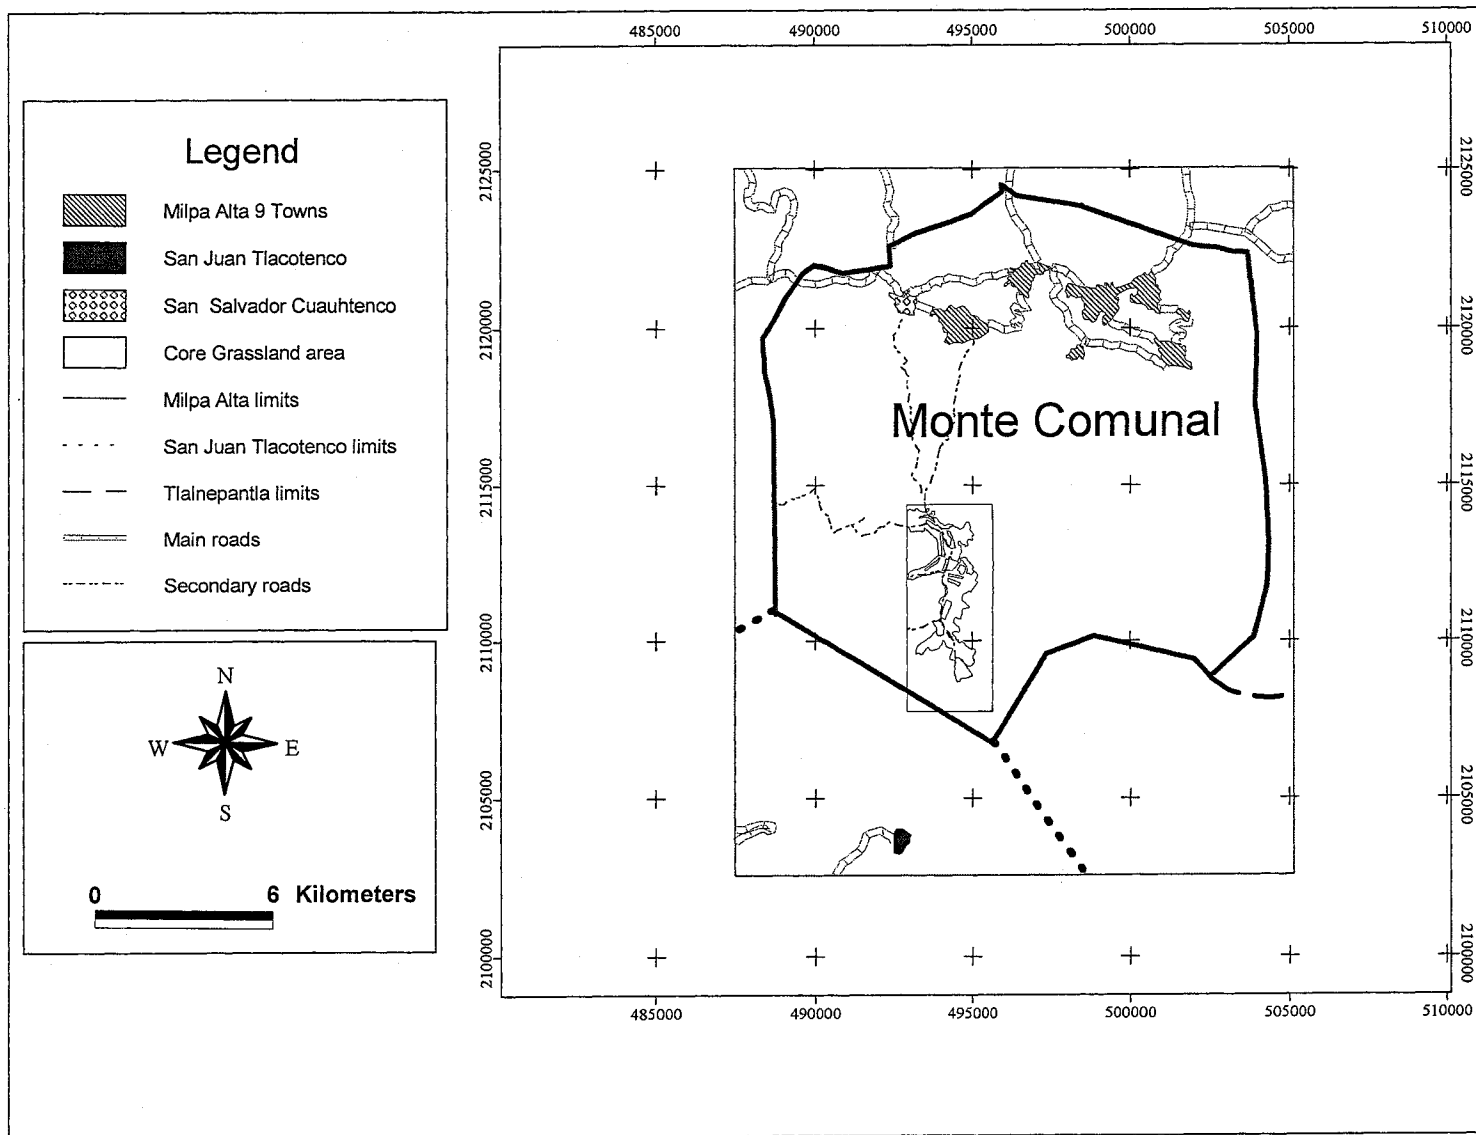 485000 490000 495000 500000 505000 510000
Legend
Milpa Alta 9 Towns
San Juan Tlacotenco
San Salvador Cuauhtenco
Core Grassland area
Milpa Alta limits
San Juan Tlacotenco limits
Tlalnepantla limits
Main roads
Secondary roads
N
W E
S
0 6 Kilometers
2125000
2120000
2115000
2110000
2105000
2100000
Monte Comunal
2125000
2120000
2115000
2110000
2105000
2100000
485000 490000 495000 500000 505000 510000